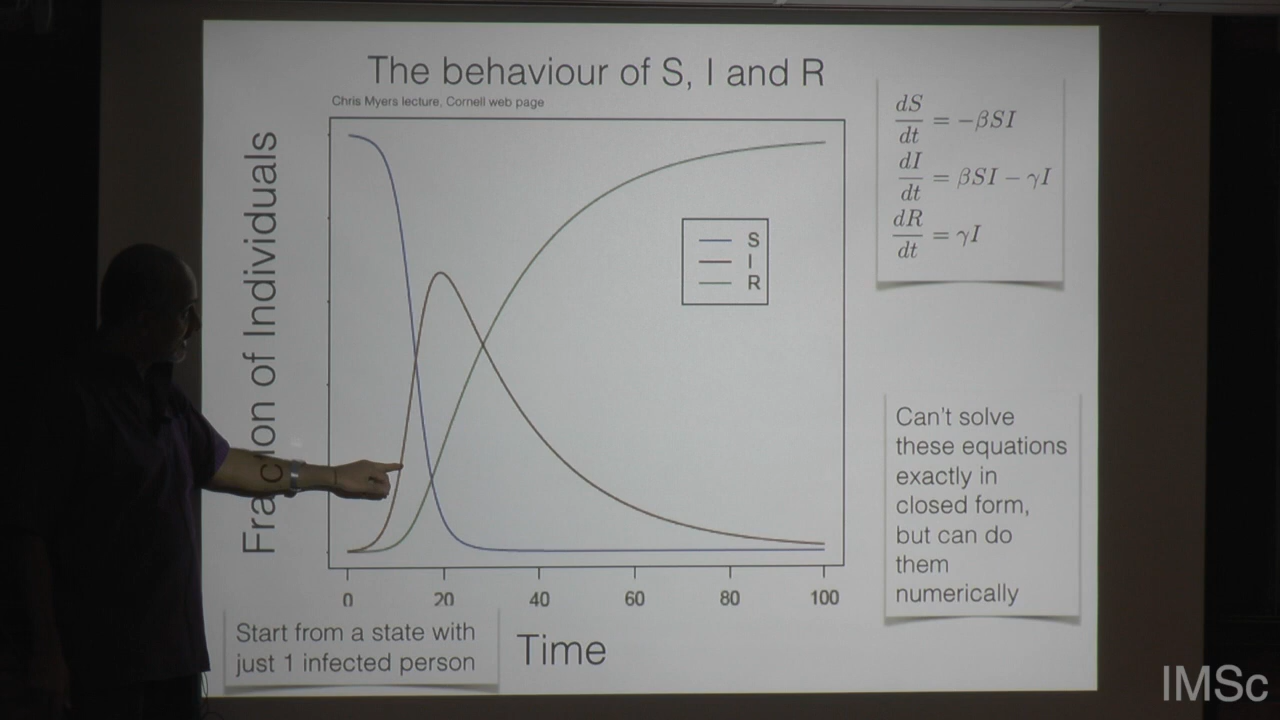 The behaviour of S, I and R
Chris Myers lecture, Cornell web page
Fraction of Individuals
S
I
R
0 20 40 60 80 100
Time
Start from a state with
just 1 infected person
dS/dt = -βSI
dI/dt = βSI - γI
dR/dt = γI
Can't solve
these equations
exactly in
closed form,
but can do
them
numerically
IMSc